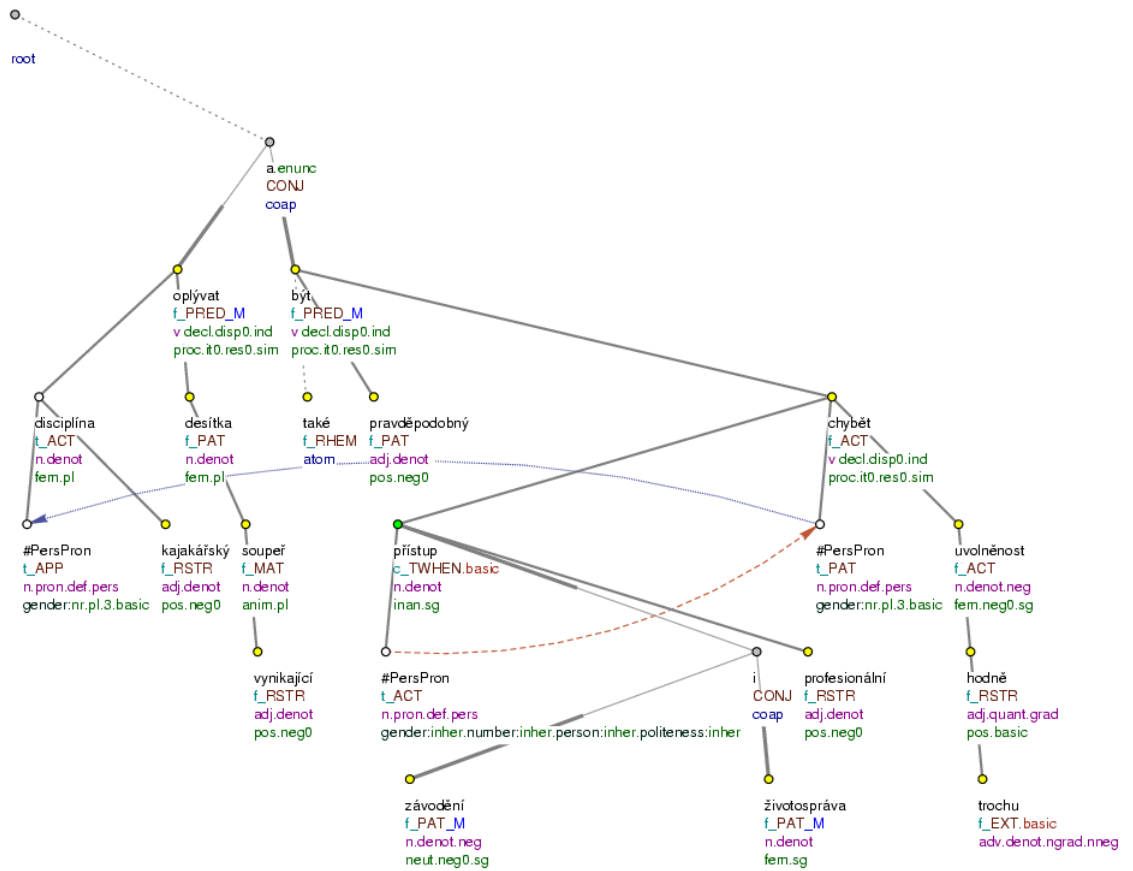 root
a.enunc
CONJ
coap
oplývat
f_PRED_M
v decl.disp0.ind
proc.it0.res0.sim
být
f_PRED_M
v decl.disp0.ind
proc.it0.res0.sim
disciplína
t_ACT
n.denot
fem.pl
desítka
f_PAT
n.denot
fem.pl
také
f_RHEM
atom
pravděpodobný
f_PAT
adj.denot
pos.neg0
chybět
f_ACT
v decl.disp0.ind
proc.it0.res0.sim
#PersPron
t_APP
n.pron.def.pers
gender:nr.pl.3.basic
kajakářský
f_RSTR
adj.denot
pos.neg0
soupeř
f_MAT
n.denot
anim.pl
přístup
c_TWHEN.basic
n.denot
inan.sg
#PersPron
t_PAT
n.pron.def.pers
gender:nr.pl.3.basic
uvolněnost
f_ACT
n.denot.neg
fem.neg0.sg
vynikající
f_RSTR
adj.denot
pos.neg0
#PersPron
t_ACT
n.pron.def.pers
gender:inher.number:inher.person:inher.politeness:inher
i
CONJ
coap
profesionální
f_RSTR
adj.denot
pos.neg0
hodně
f_RSTR
adj.quant.grad
pos.basic
závodění
f_PAT_M
n.denot.neg
neut.neg0.sg
životospráva
f_PAT_M
n.denot
fem.sg
trochu
f_EXT.basic
adv.denot.ngrad.nneg